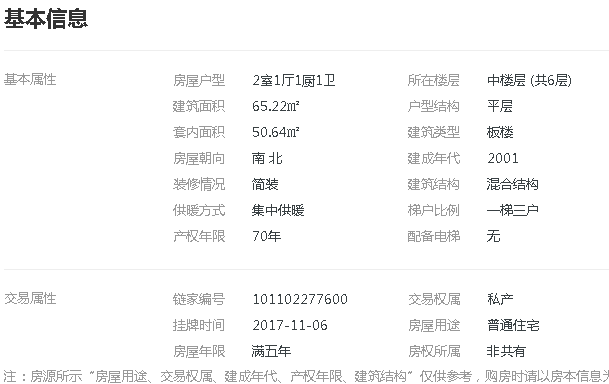 基本信息
基本属性 房屋户型 2室1厅1厨1卫 所在楼层 中楼层 (共6层)
建筑面积 65.22㎡ 户型结构 平层
套内面积 50.64㎡ 建筑类型 板楼
房屋朝向 南 北 建成年代 2001
装修情况 简装 建筑结构 混合结构
供暖方式 集中供暖 梯户比例 一梯三户
产权年限 70年 配备电梯 无
交易属性 链家编号 101102277600 交易权属 私产
挂牌时间 2017-11-06 房屋用途 普通住宅
房屋年限 满五年 房权所属 非共有
注：房源所示“房屋用途、交易权属、建成年代、产权年限、建筑结构”仅供参考，购房时请以房本信息为